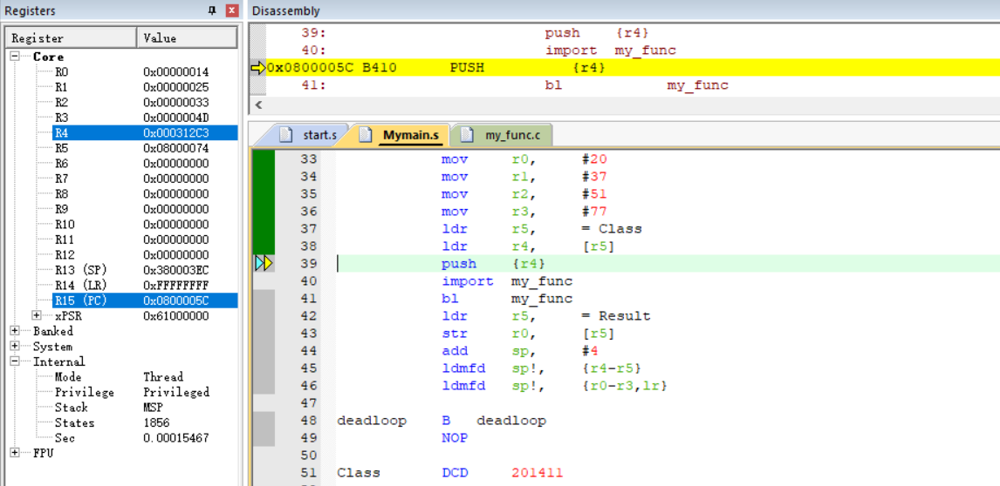 Registers
Register Value
Core
R0 0x00000014
R1 0x00000025
R2 0x00000033
R3 0x0000004D
R4 0x000312C3
R5 0x08000074
R6 0x00000000
R7 0x00000000
R8 0x00000000
R9 0x00000000
R10 0x00000000
R11 0x00000000
R12 0x00000000
R13 (SP) 0x380003EC
R14 (LR) 0xFFFFFFFF
R15 (PC) 0x0800005C
xPSR 0x61000000
Banked
System
Internal
Mode Thread
Privilege Privileged
Stack MSP
States 1856
Sec 0.00015467
FPU
Disassembly
39: push {r4}
40: import my_func
0x0800005C B410 PUSH {r4}
41: bl my_func
start.s Mymain.s my_func.c
33 mov r0, #20
34 mov r1, #37
35 mov r2, #51
36 mov r3, #77
37 ldr r5, = Class
38 ldr r4, [r5]
39 push {r4}
40 import my_func
41 bl my_func
42 ldr r5, = Result
43 str r0, [r5]
44 add sp, #4
45 ldmfd sp!, {r4-r5}
46 ldmfd sp!, {r0-r3,lr}
47
48 deadloop B deadloop
49 NOP
50
51 Class DCD 201411